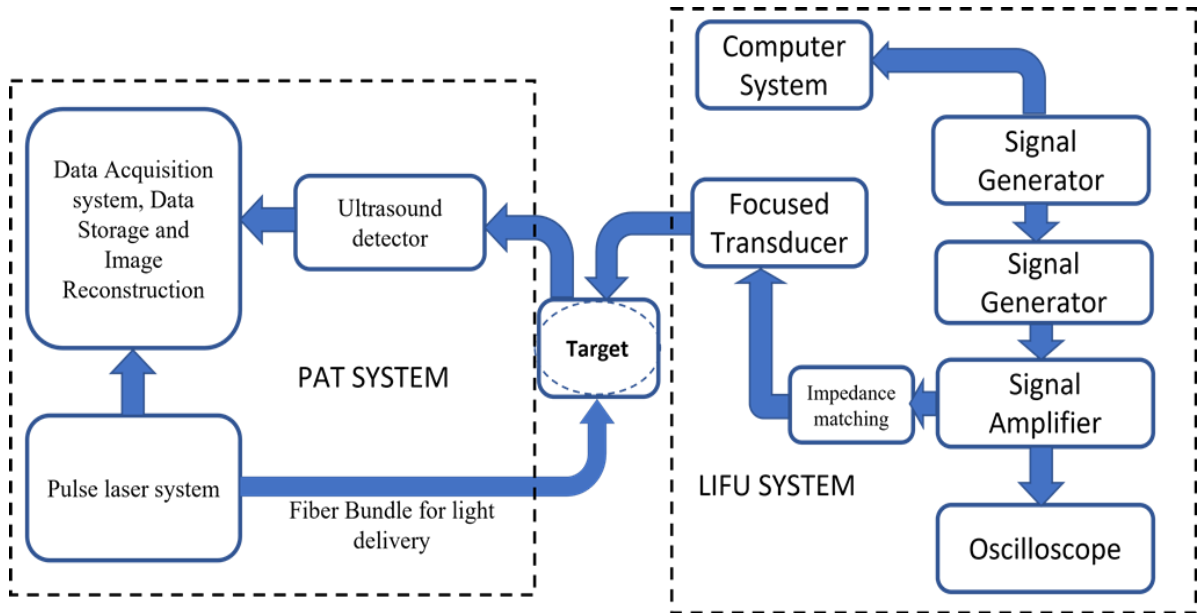 Data Acquisition
system, Data
Storage and
Image
Reconstruction
Ultrasound
detector
PAT SYSTEM
Pulse laser system
Fiber Bundle for light
delivery
Target
Computer
System
Signal
Generator
Focused
Transducer
Signal
Generator
Impedance
matching
Signal
Amplifier
LIFU SYSTEM
Oscilloscope